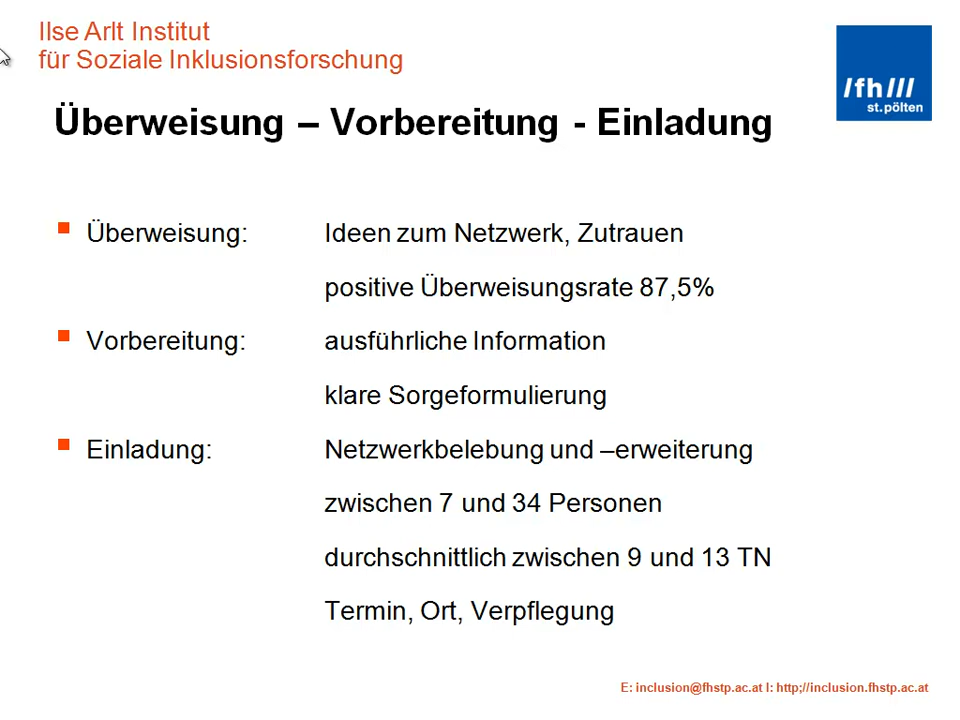 Ilse Arlt Institut
für Soziale Inklusionsforschung
/fh///
st.pölten
Überweisung – Vorbereitung - Einladung
Überweisung: Ideen zum Netzwerk, Zutrauen
positive Überweisungsrate 87,5%
Vorbereitung: ausführliche Information
klare Sorgeformulierung
Einladung: Netzwerkbelebung und –erweiterung
zwischen 7 und 34 Personen
durchschnittlich zwischen 9 und 13 TN
Termin, Ort, Verpflegung
E: inclusion@fhstp.ac.at I: http;//inclusion.fhstp.ac.at